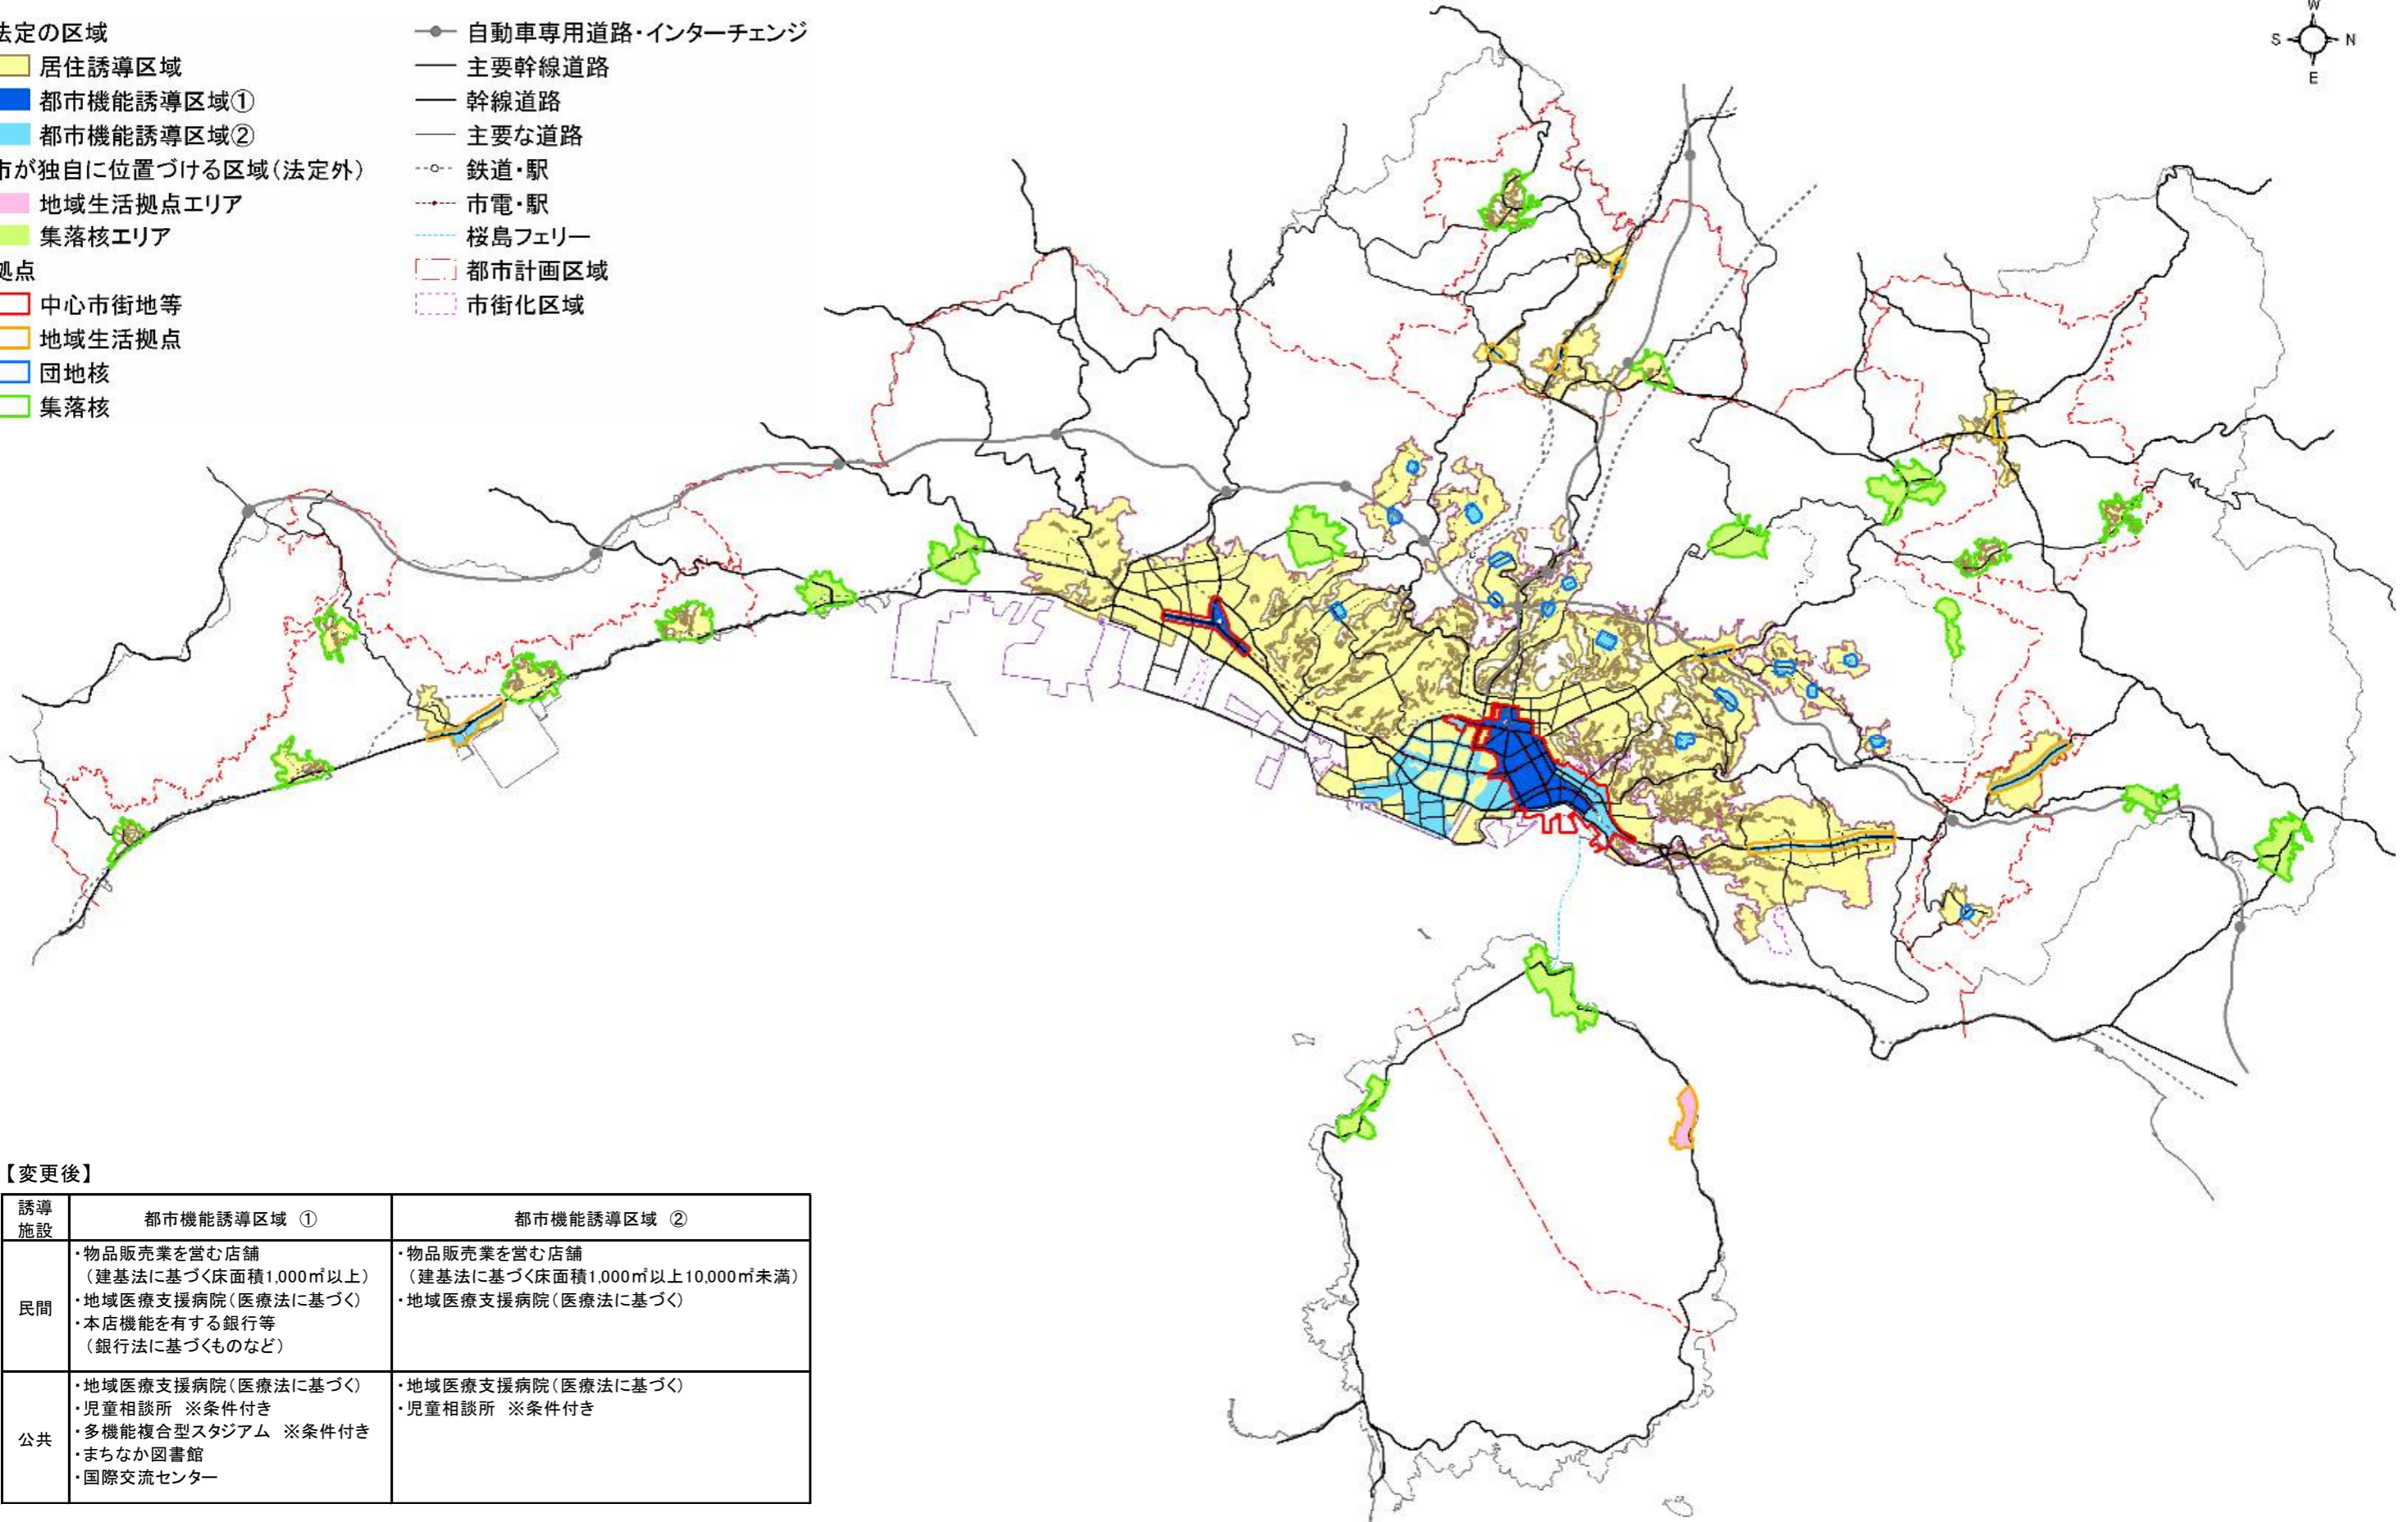 法定の区域
居住誘導区域
都市機能誘導区域①
都市機能誘導区域②
市が独自に位置づける区域(法定外)
地域生活拠点エリア
集落核エリア
拠点
中心市街地等
地域生活拠点
団地核
集落核
自動車専用道路・インターチェンジ
主要幹線道路
幹線道路
主要な道路
鉄道・駅
市電・駅
桜島フェリー
都市計画区域
市街化区域
W
S N
E
【変更後】
誘導施設 都市機能誘導区域 ① 都市機能誘導区域 ②
民間
・物品販売業を営む店舗
(建基法に基づく床面積1,000㎡以上)
・地域医療支援病院(医療法に基づく)
・本店機能を有する銀行等
(銀行法に基づくものなど)
・物品販売業を営む店舗
(建基法に基づく床面積1,000㎡以上10,000㎡未満)
・地域医療支援病院(医療法に基づく)
公共
・地域医療支援病院(医療法に基づく)
・児童相談所 ※条件付き
・多機能複合型スタジアム ※条件付き
・まちなか図書館
・国際交流センター
・地域医療支援病院(医療法に基づく)
・児童相談所 ※条件付き